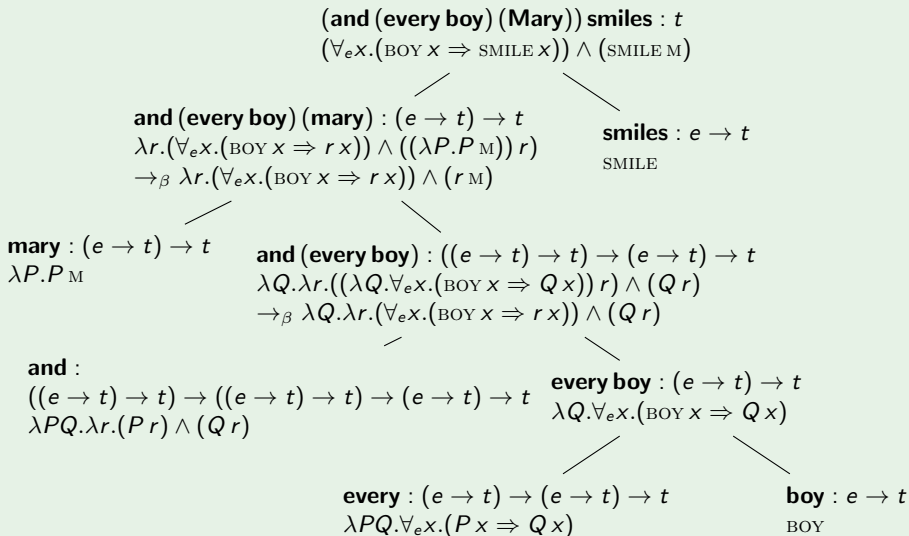 (and (every boy) (Mary)) smiles : t
(∀ₑx.(BOY x ⇒ SMILE x)) ∧ (SMILE M)
and (every boy) (mary) : (e → t) → t
λr.(∀ₑx.(BOY x ⇒ r x)) ∧ ((λP.P M)) r)
→β λr.(∀ₑx.(BOY x ⇒ r x)) ∧ (r M)
smiles : e → t
SMILE
mary : (e → t) → t
λP.P M
and (every boy) : ((e → t) → t) → (e → t) → t
λQ.λr.((λQ.∀ₑx.(BOY x ⇒ Q x)) r) ∧ (Q r)
→β λQ.λr.(∀ₑx.(BOY x ⇒ r x)) ∧ (Q r)
and :
((e → t) → t) → ((e → t) → t) → (e → t) → t
λPQ.λr.(P r) ∧ (Q r)
every boy : (e → t) → t
λQ.∀ₑx.(BOY x ⇒ Q x)
every : (e → t) → (e → t) → t
λPQ.∀ₑx.(P x ⇒ Q x)
boy : e → t
BOY